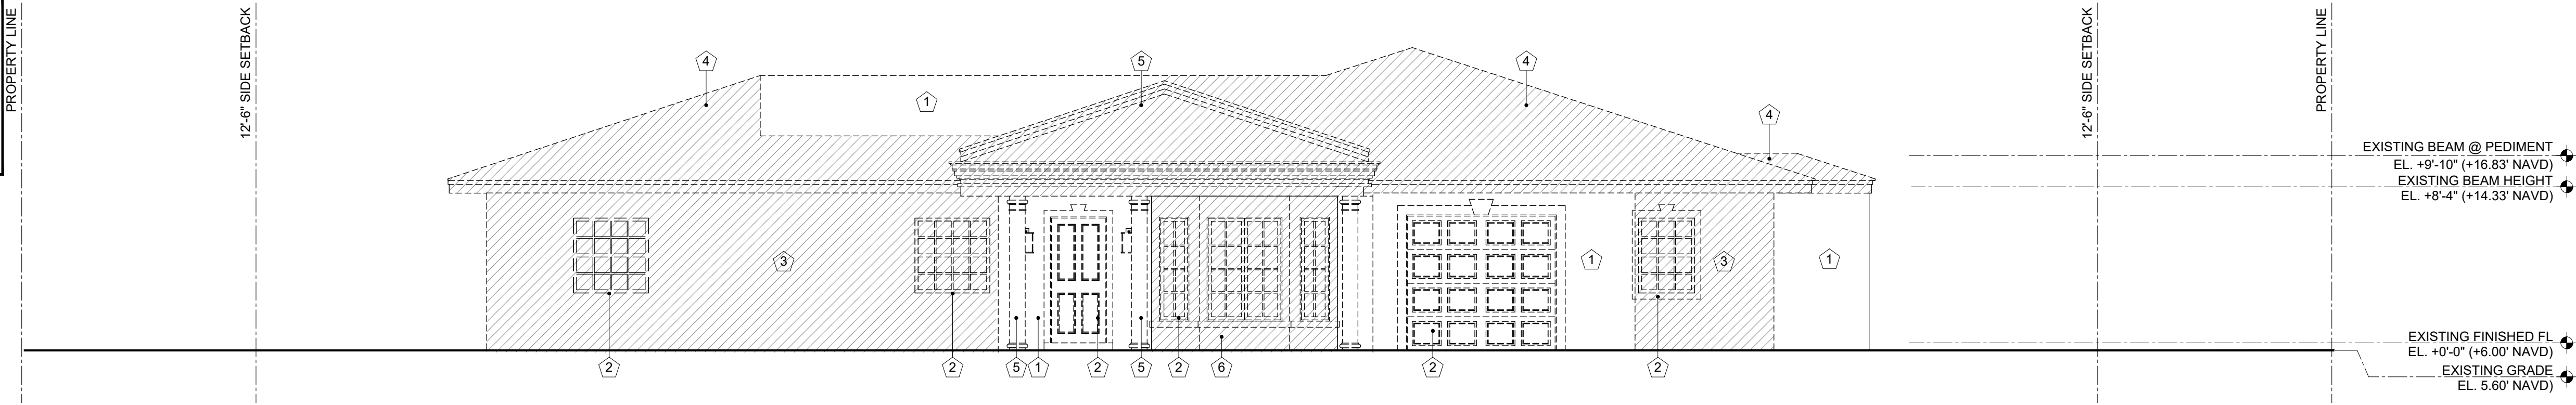 PROPERTY LINE
12'-6" SIDE SETBACK
4
5
4
12'-6" SIDE SETBACK
PROPERTY LINE
1
4
EXISTING BEAM @ PEDIMENT
EL. +9'-10" (+16.83' NAVD)
EXISTING BEAM HEIGHT
EL. +8'-4" (+14.33' NAVD)
3
1
3
1
EXISTING FINISHED FL
EL. +0'-0" (+6.00' NAVD)
2
2
5
1
2
5
2
6
2
2
EXISTING GRADE
EL. 5.60' NAVD)